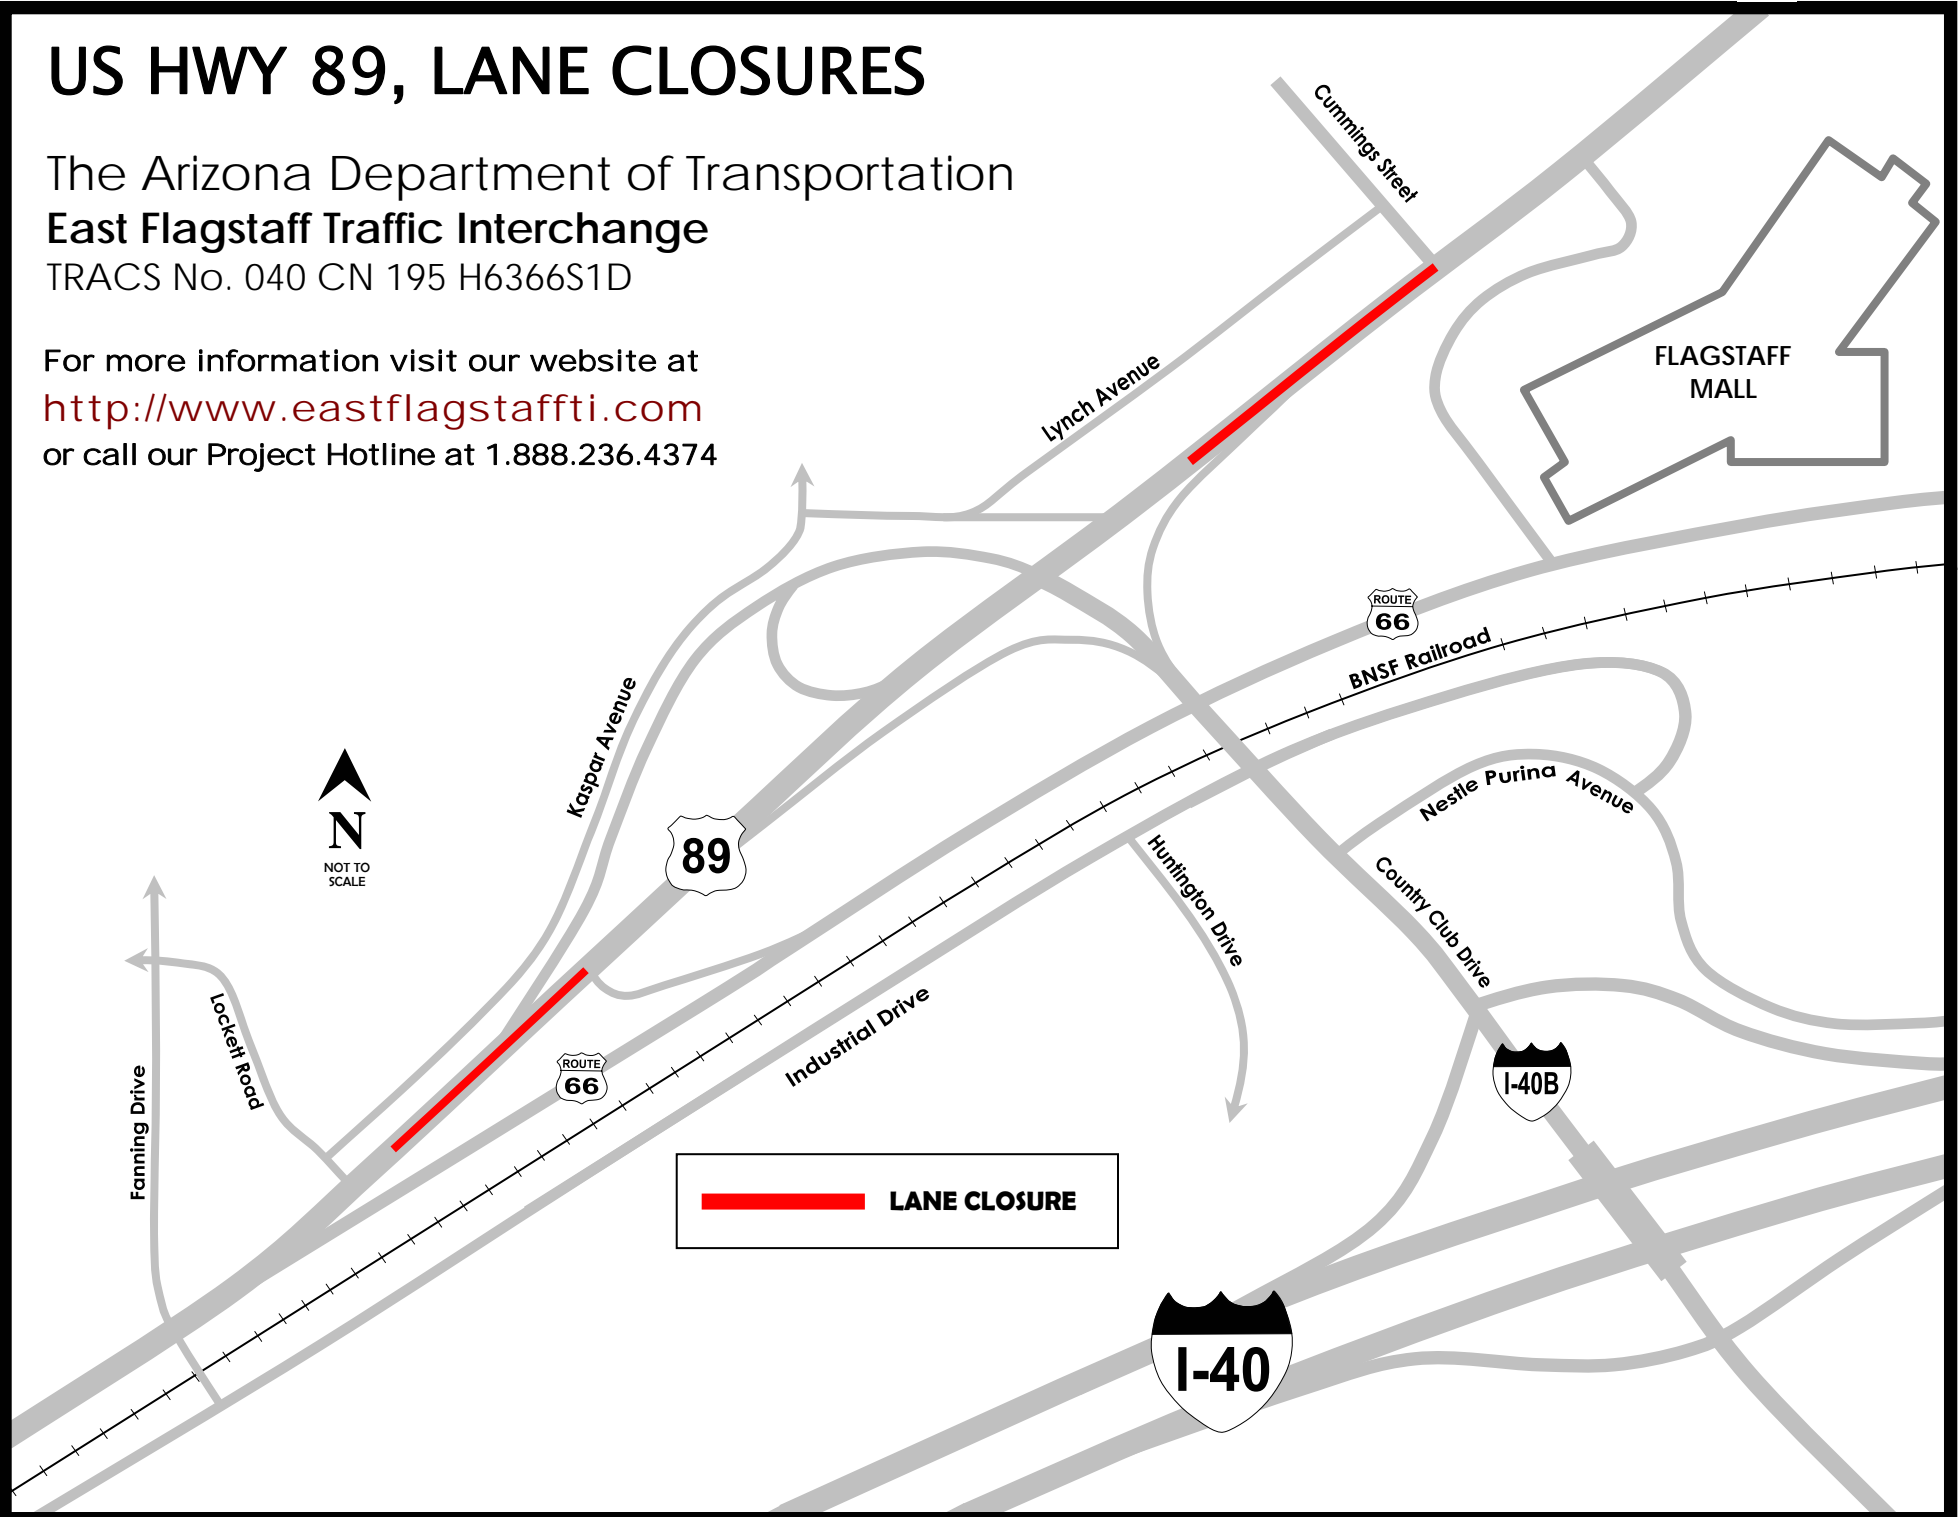 US HWY 89, LANE CLOSURES
The Arizona Department of Transportation
East Flagstaff Traffic Interchange
TRACS No. 040 CN 195 H6366S1D
For more information visit our website at
http://www.eastflagstaffti.com
or call our Project Hotline at 1.888.236.4374
Cummings Street
FLAGSTAFF
MALL
Lynch Avenue
ROUTE
66
BNSF Railroad
Kaspar Avenue
Nestle Purina Avenue
N
NOT TO
SCALE
89
Huntington Drive
Country Club Drive
Lockett Road
Industrial Drive
Fanning Drive
ROUTE
66
I-40B
LANE CLOSURE
I-40